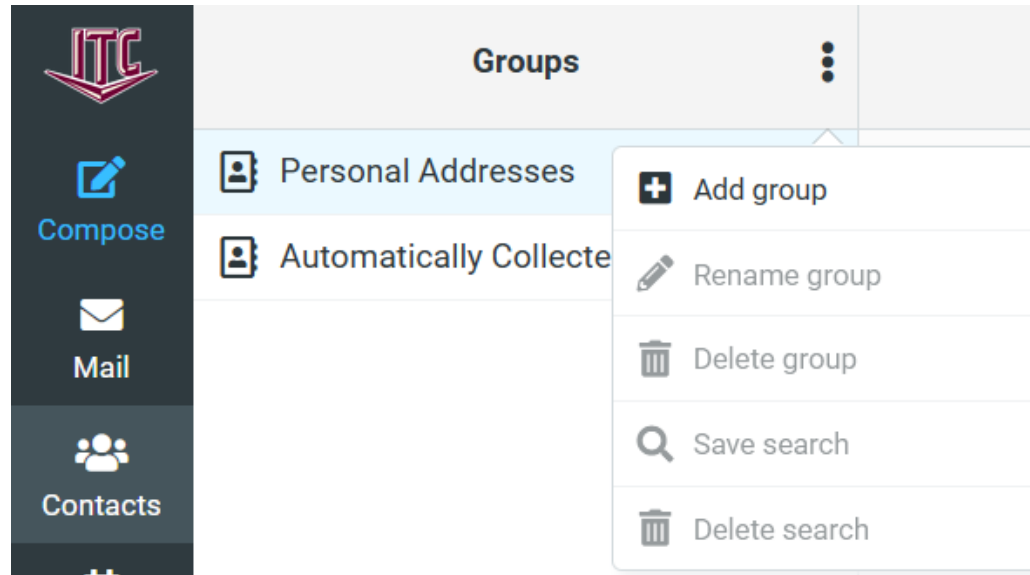 ITC
Groups
Compose
Mail
Contacts
Personal Addresses
Automatically Collecte
Add group
Rename group
Delete group
Save search
Delete search